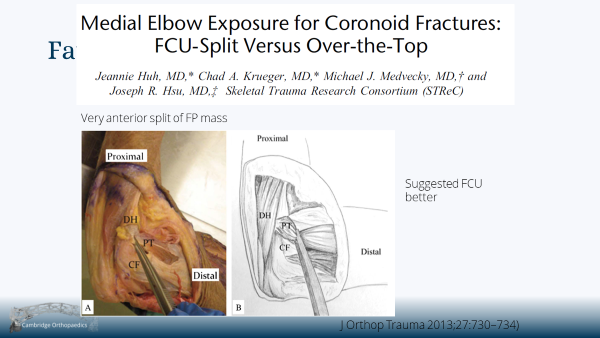 Medial Elbow Exposure for Coronoid Fractures:
FCU-Split Versus Over-the-Top
Fa
Jeannie Huh, MD,* Chad A. Krueger, MD,* Michael J. Medvecky, MD,† and
Joseph R. Hsu, MD,‡ Skeletal Trauma Research Consortium (STReC)
Very anterior split of FP mass
Proximal
DH
PT
CF
Distal
A
Proximal
DH
PT
CF
Distal
B
Suggested FCU
better
Cambridge Orthopaedics
J Orthop Trauma 2013;27:730–734)